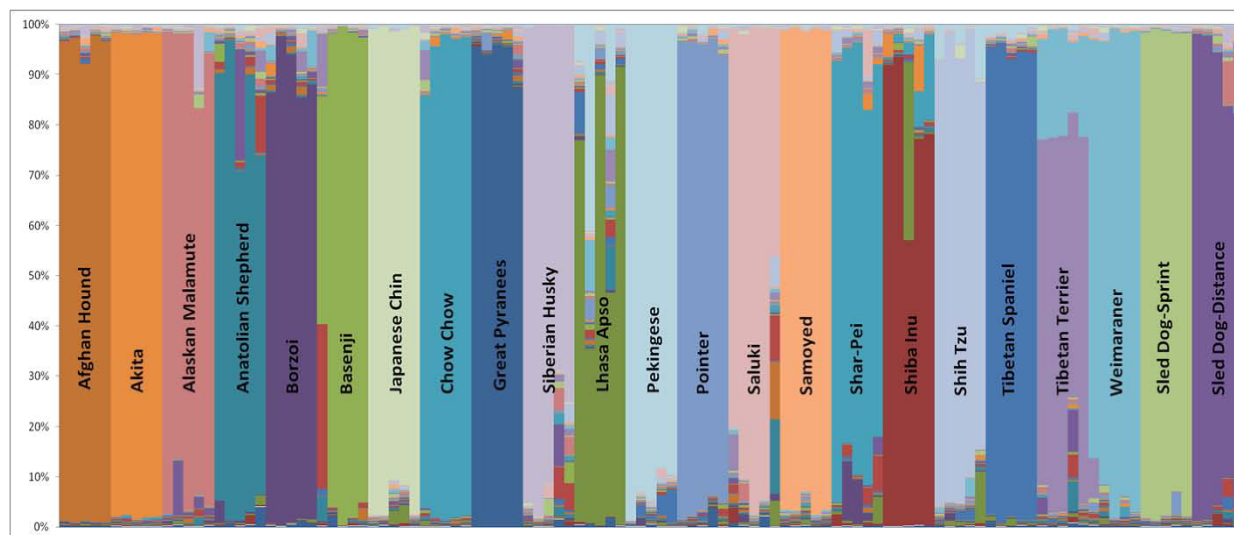 100%
90%
80%
70%
60%
50%
40%
30%
20%
10%
0%
Afghan Hound
Akita
Alaskan Malamute
Anatolian Shepherd
Borzoi
Basenji
Japanese Chin
Chow Chow
Great Pyranees
Siberian Husky
Lhasa Apso
Pekingese
Pointer
Saluki
Samoyed
Shar-Pei
Shiba Inu
Shih Tzu
Tibetan Spaniel
Tibetan Terrier
Weimaraner
Sled Dog-Sprint
Sled Dog-Distance